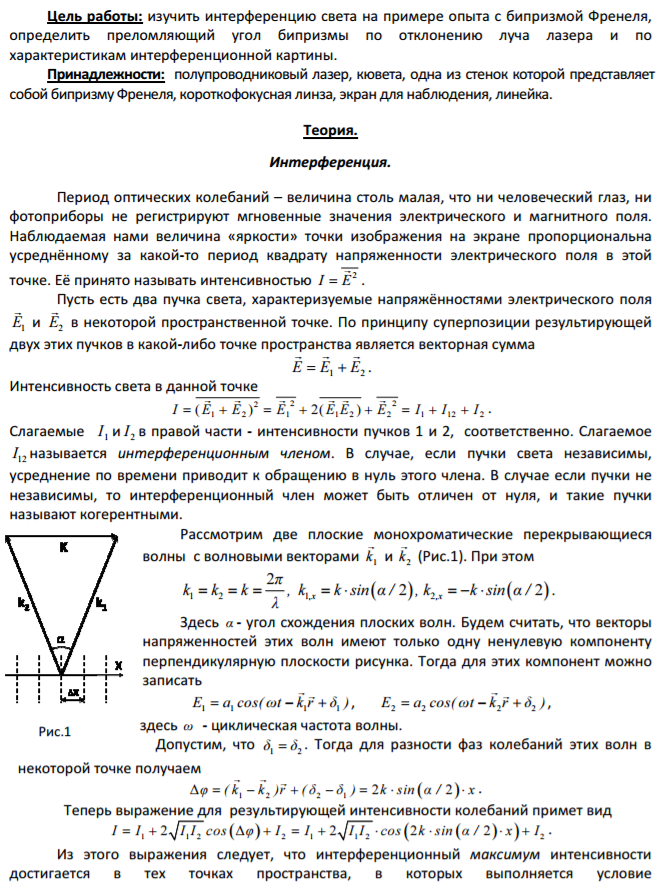 Цель работы: изучить интерференцию света на примере опыта с бипризмой Френеля,
определить преломляющий угол бипризмы по отклонению луча лазера и по
характеристикам интерференционной картины.
Принадлежности: полупроводниковый лазер, кювета, одна из стенок которой представляет
собой бипризму Френеля, короткофокусная линза, экран для наблюдения, линейка.
Теория.
Интерференция.
Период оптических колебаний – величина столь малая, что ни человеческий глаз, ни
фотоприборы не регистрируют мгновенные значения электрического и магнитного поля.
Наблюдаемая нами величина «яркости» точки изображения на экране пропорциональна
усреднённому за какой-то период квадрату напряженности электрического поля в этой
точке. Её принято называть интенсивностью $I = \overline{\vec{E}^2}$.
Пусть есть два пучка света, характеризуемые напряжённостями электрического поля
$\vec{E}_1$ и $\vec{E}_2$ в некоторой пространственной точке. По принципу суперпозиции результирующей
двух этих пучков в какой-либо точке пространства является векторная сумма
$\vec{E} = \vec{E}_1 + \vec{E}_2$.
Интенсивность света в данной точке
$I = \overline{(\vec{E}_1 + \vec{E}_2)^2} = \overline{\vec{E}_1^2} + 2\overline{(\vec{E}_1\vec{E}_2)} + \overline{\vec{E}_2^2} = I_1 + I_{12} + I_2$.
Слагаемые $I_1$ и $I_2$ в правой части - интенсивности пучков 1 и 2, соответственно. Слагаемое
$I_{12}$ называется интерференционным членом. В случае, если пучки света независимы,
усреднение по времени приводит к обращению в нуль этого члена. В случае если пучки не
независимы, то интерференционный член может быть отличен от нуля, и такие пучки
называют когерентными.
K
k₂
k₁
α
X
Δx
Рис.1
Рассмотрим две плоские монохроматические перекрывающиеся
волны с волновыми векторами $\vec{k}_1$ и $\vec{k}_2$ (Рис.1). При этом
$k_1 = k_2 = k = \frac{2\pi}{\lambda}$, $k_{1,x} = k \cdot sin(\alpha / 2)$, $k_{2,x} = -k \cdot sin(\alpha / 2)$.
Здесь $\alpha$ - угол схождения плоских волн. Будем считать, что векторы
напряженностей этих волн имеют только одну ненулевую компоненту
перпендикулярную плоскости рисунка. Тогда для этих компонент можно
записать
$E_1 = a_1 cos(\omega t - \vec{k}_1\vec{r} + \delta_1)$, $E_2 = a_2 cos(\omega t - \vec{k}_2\vec{r} + \delta_2)$,
здесь $\omega$ - циклическая частота волны.
Допустим, что $\delta_1 = \delta_2$. Тогда для разности фаз колебаний этих волн в
некоторой точке получаем
$\Delta\varphi = (\vec{k}_1 - \vec{k}_2)\vec{r} + (\delta_2 - \delta_1) = 2k \cdot sin(\alpha / 2) \cdot x$.
Теперь выражение для результирующей интенсивности колебаний примет вид
$I = I_1 + 2\sqrt{I_1 I_2} cos(\Delta\varphi) + I_2 = I_1 + 2\sqrt{I_1 I_2} \cdot cos(2k \cdot sin(\alpha / 2) \cdot x) + I_2$.
Из этого выражения следует, что интерференционный максимум интенсивности
достигается в тех точках пространства, в которых выполняется условие